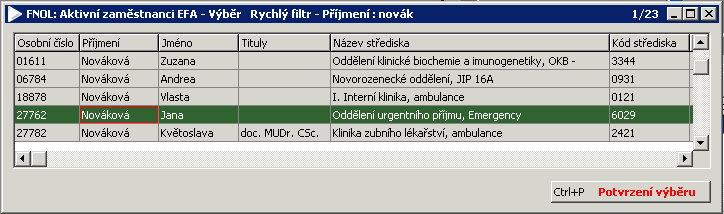 FNOL: Aktivní zaměstnanci EFA - Výběr Rychlý filtr - Příjmení : novák 1/23
Osobní číslo Příjmení Jméno Tituly Název střediska Kód střediska
01611 Nováková Zuzana Oddělení klinické biochemie a imunogenetiky, OKB - 3344
06784 Nováková Andrea Novorozenecké oddělení, JIP 16A 0931
18878 Nováková Vlasta I. Interní klinika, ambulance 0121
27762 Nováková Jana Oddělení urgentního příjmu, Emergency 6029
27782 Nováková Květoslava doc. MUDr. CSc. Klinika zubního lékařství, ambulance 2421
Ctrl+P Potvrzení výběru